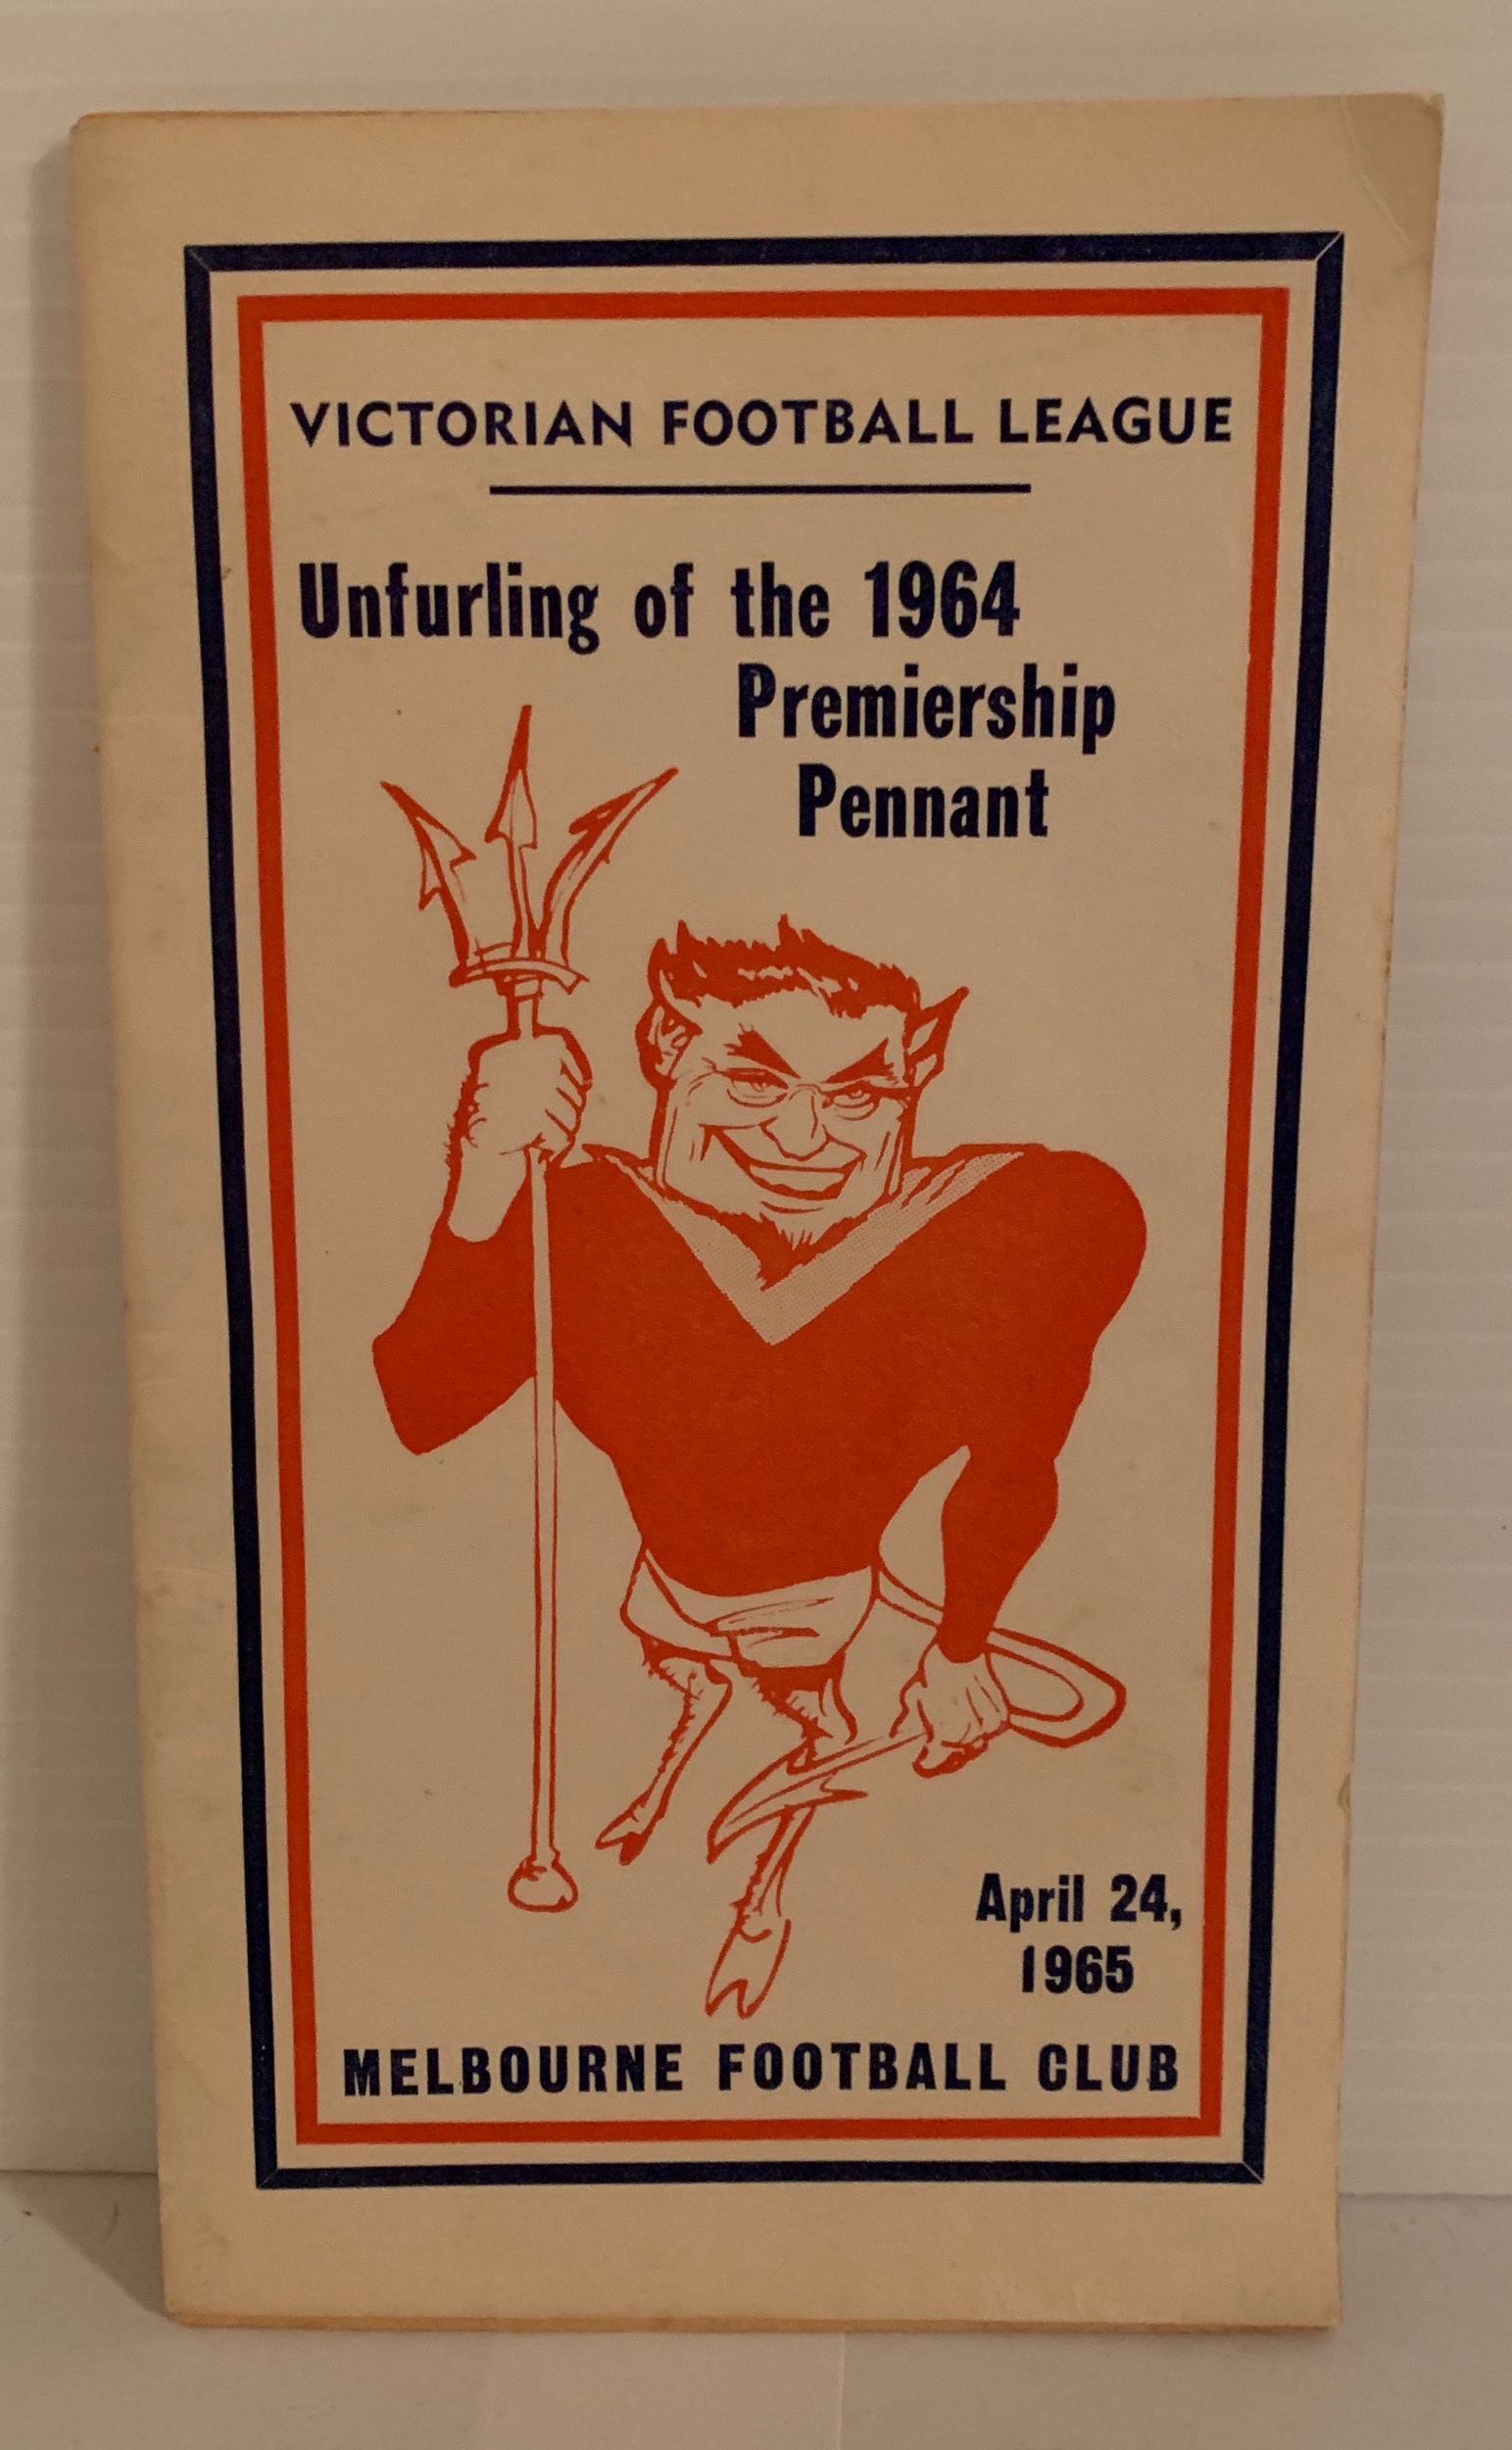 VICTORIAN FOOTBALL LEAGUE
Unfurling of the 1964
Premiership
Pennant
April 24,
1965
MELBOURNE FOOTBALL CLUB